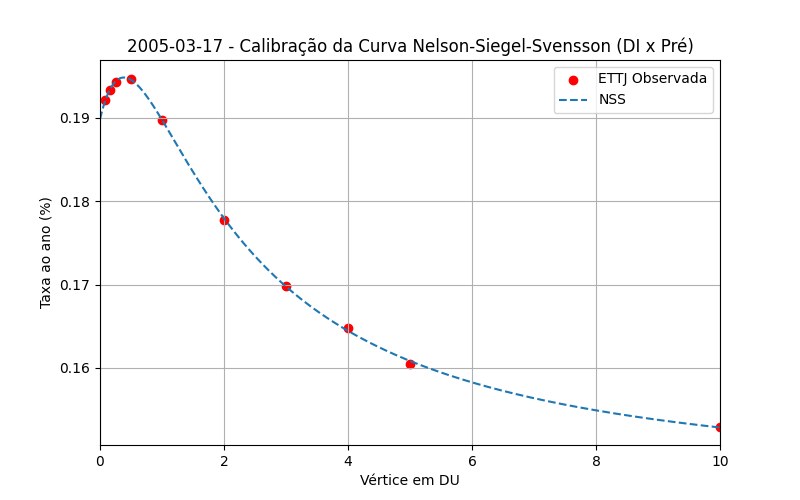 2005-03-17 - Calibração da Curva Nelson-Siegel-Svensson (DI x Pré)
ETTJ Observada
NSS
Taxa ao ano (%)
0.19
0.18
0.17
0.16
0 2 4 6 8 10
Vértice em DU